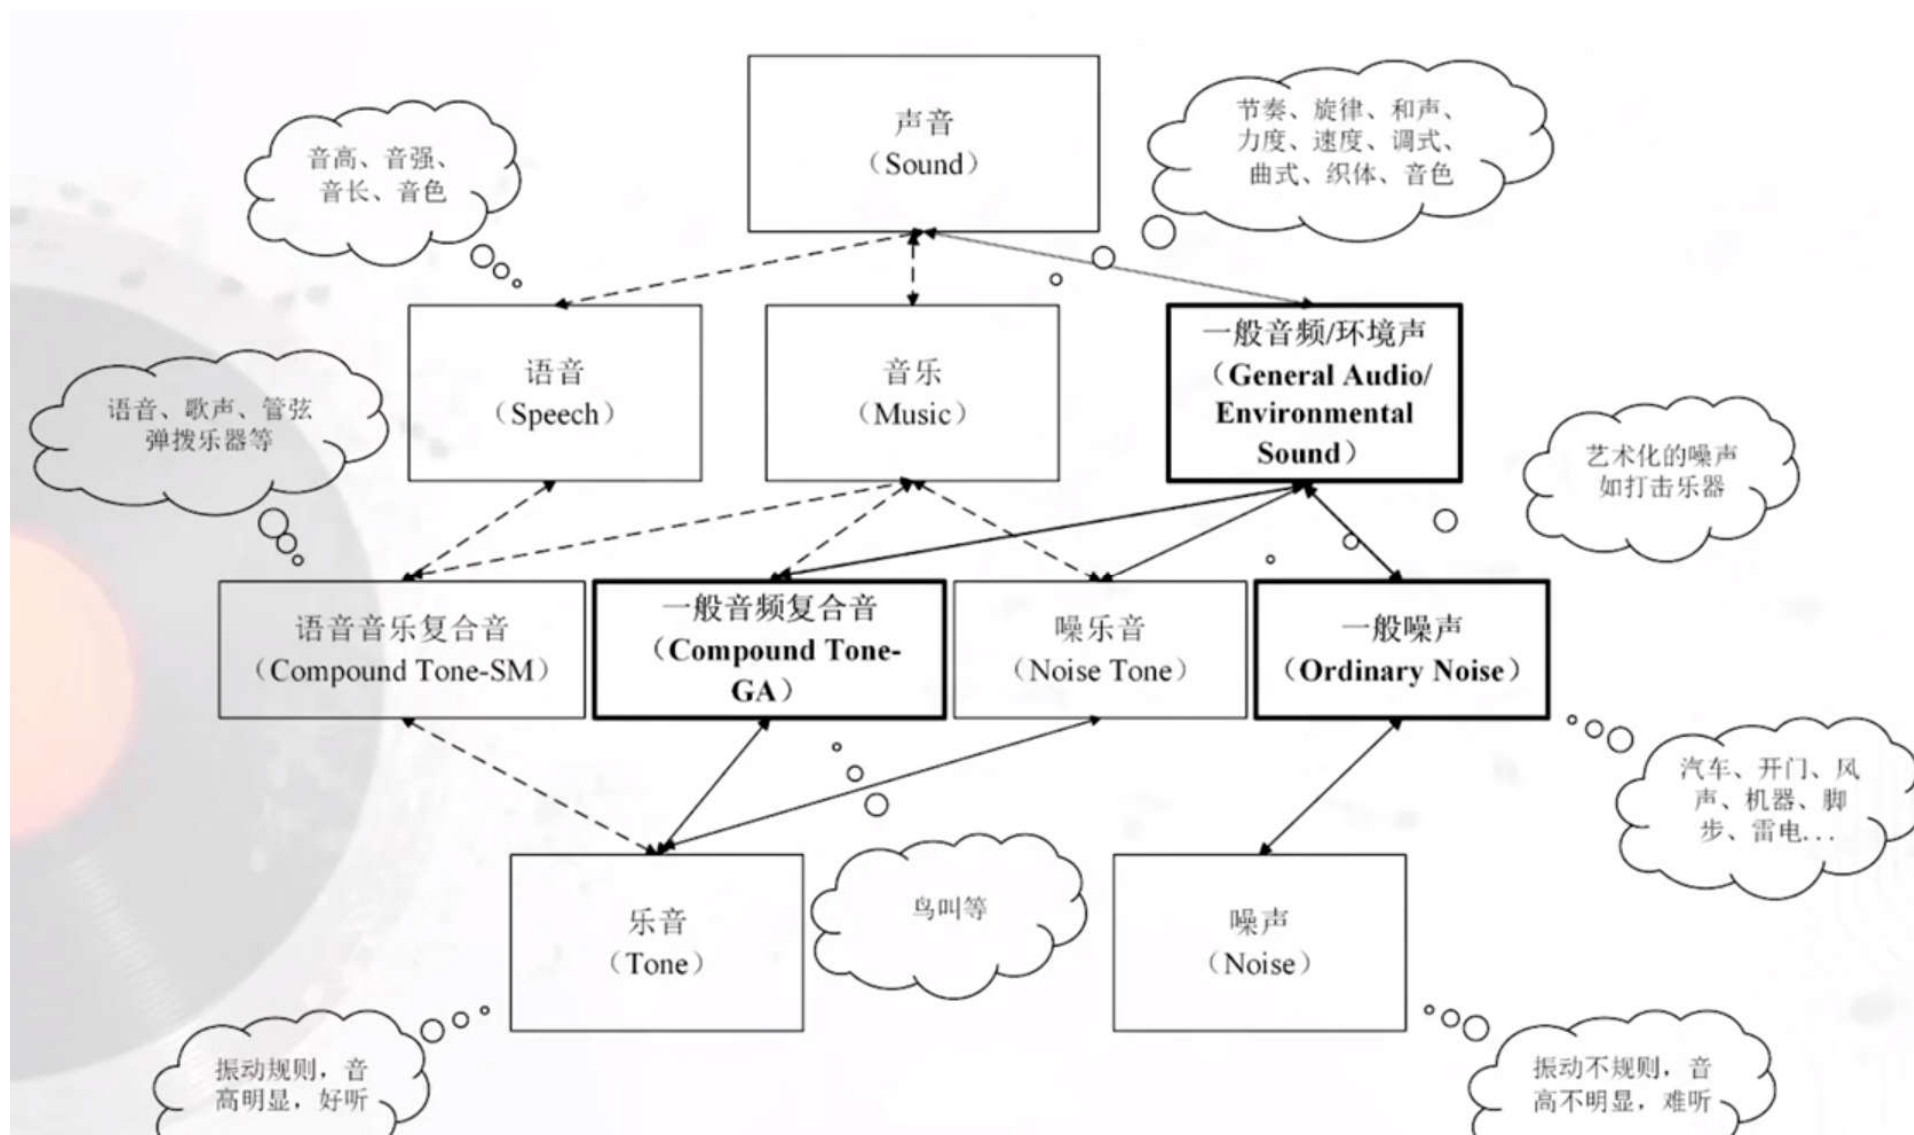 声音
（Sound）
节奏、旋律、和声、
力度、速度、调式、
曲式、织体、音色
音高、音强、
音长、音色
语音
（Speech）
音乐
（Music）
一般音频/环境声
（General Audio/
Environmental
Sound）
语音、歌声、管弦
弹拨乐器等
艺术化的噪声
如打击乐器
语音音乐复合音
（Compound Tone-SM）
一般音频复合音
（Compound Tone-
GA）
噪乐音
（Noise Tone）
一般噪声
（Ordinary Noise）
汽车、开门、风
声、机器、脚
步、雷电...
乐音
（Tone）
鸟叫等
噪声
（Noise）
振动规则，音
高明显，好听
振动不规则，音
高不明显，难听